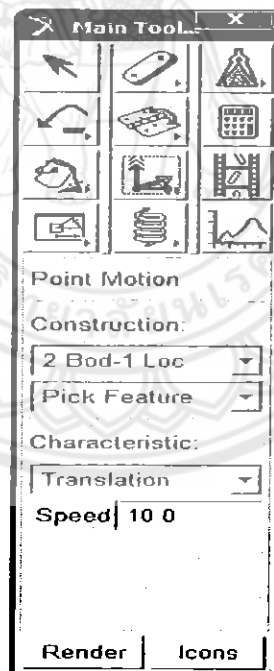 Main Tool...
X
Point Motion
Construction:
2 Bod-1 Loc
Pick Feature
Characteristic:
Translation
Speed 10 0
Render Icons